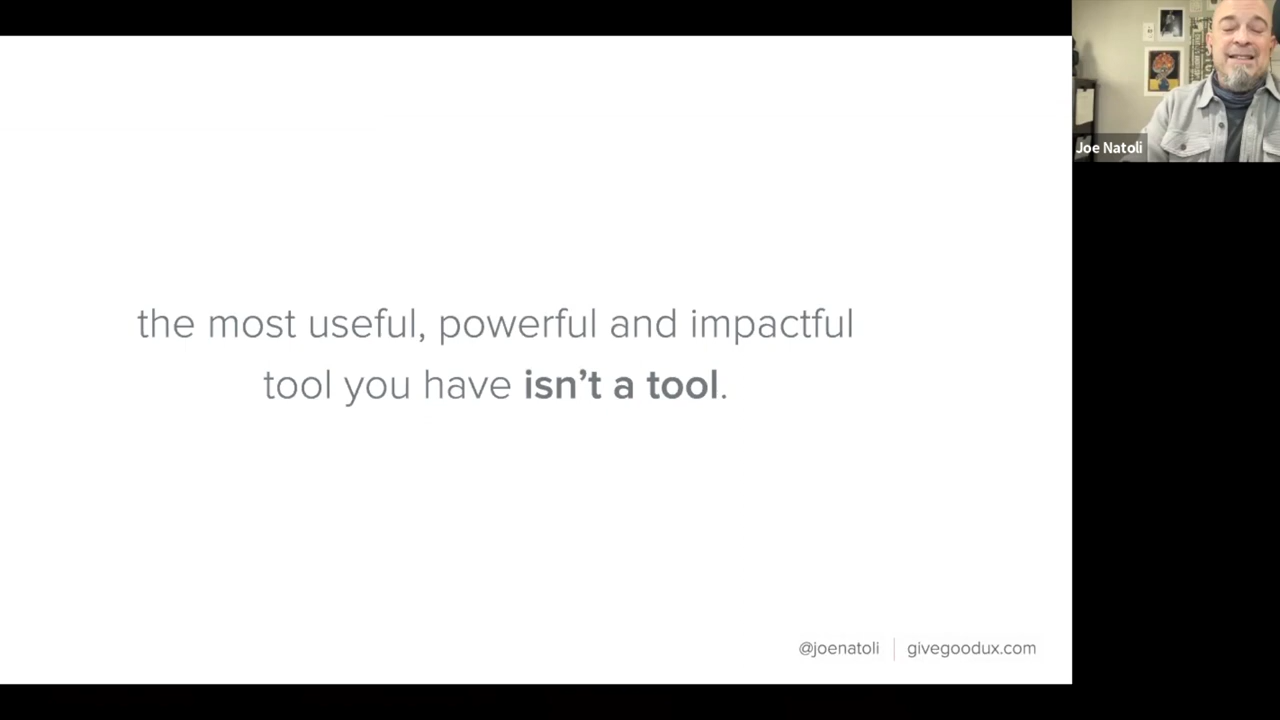 the most useful, powerful and impactful
tool you have isn’t a tool.
@joenatoli | givegoodux.com
Joe Natoli